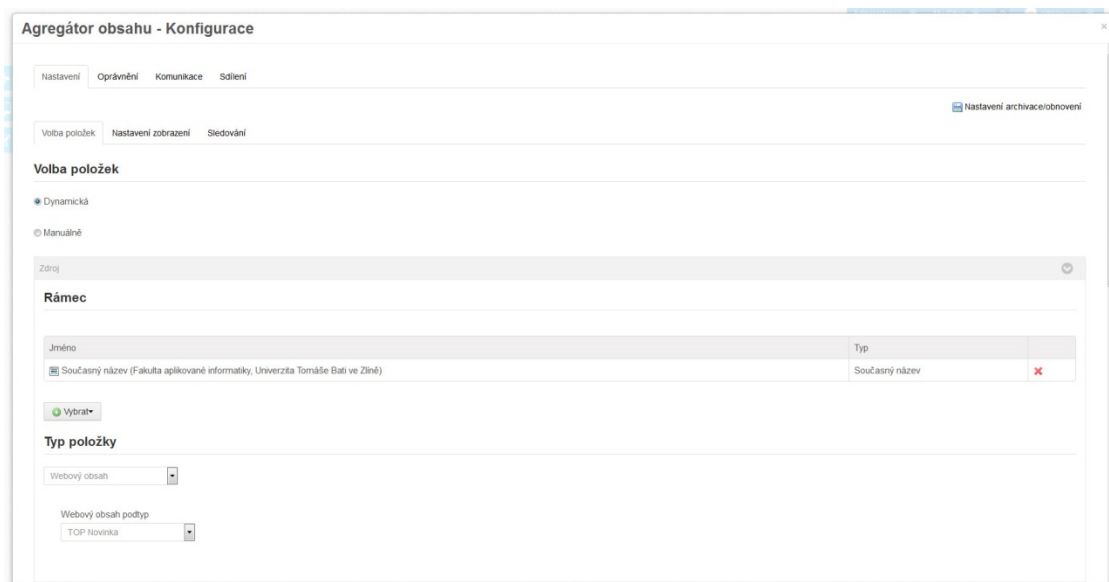 Agregátor obsahu - Konfigurace
Nastavení Oprávnění Komunikace Sdílení
Nastavení archivace/obnovení
Volba položek Nastavení zobrazení Sledování
Volba položek
Dynamická
Manuálně
Zdroj
Rámec
Jméno Typ
Současný název (Fakulta aplikované informatiky, Univerzita Tomáše Bati ve Zlíně) Současný název
Vybrat
Typ položky
Webový obsah
Webový obsah podtyp
TOP Novinka